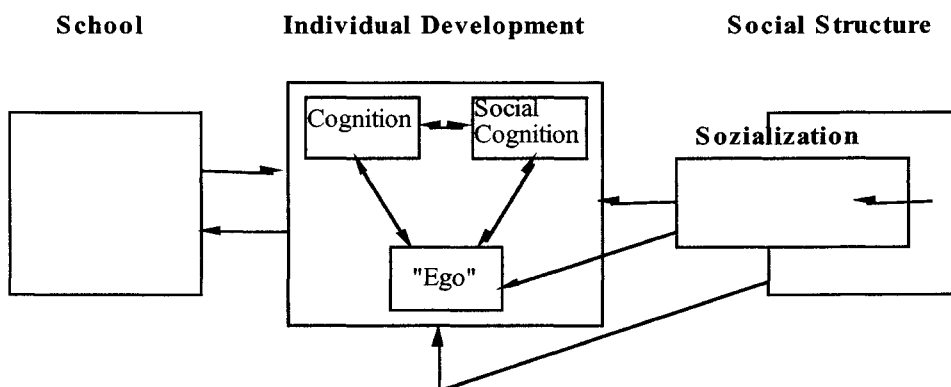 School
Individual Development
Social Structure
Cognition
Social
Cognition
Sozialization
"Ego"